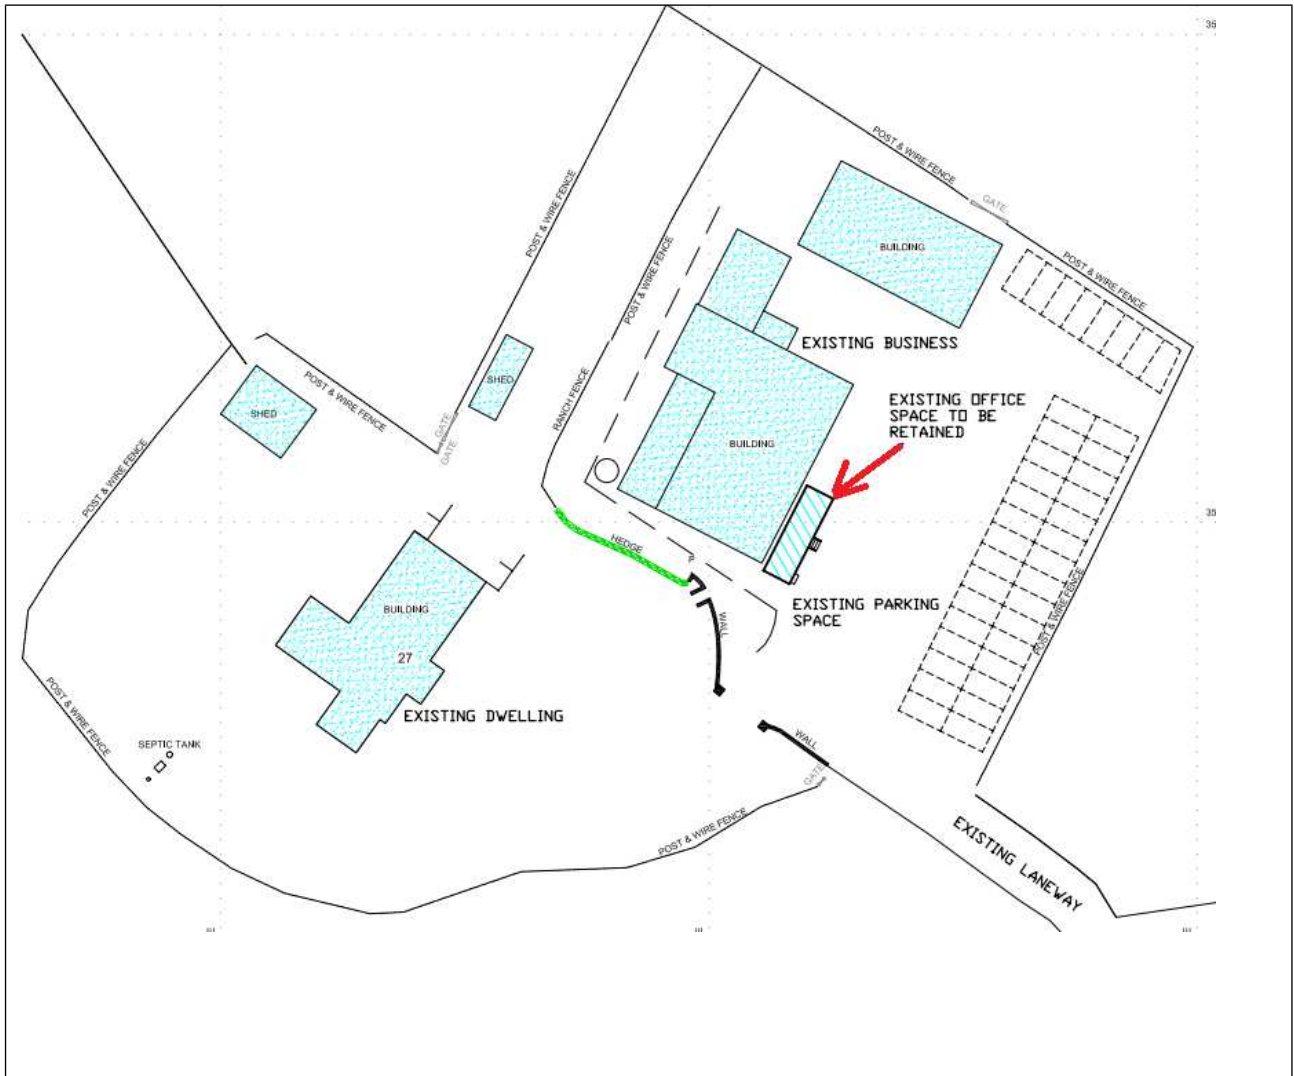 36
POST & WIRE FENCE
GATE
POST & WIRE FENCE
BUILDING
POST & WIRE FENCE
POST & WIRE FENCE
EXISTING BUSINESS
SHED
POST & WIRE FENCE
SHED
RANCH FENCE
EXISTING OFFICE
SPACE TO BE
RETAINED
GATE
GATE
BUILDING
POST & WIRE FENCE
35
HEDGE
BUILDING
27
EXISTING PARKING
SPACE
WALL
POST & WIRE FENCE
EXISTING DWELLING
POST & WIRE FENCE
SEPTIC TANK
WALL
GATE
POST & WIRE FENCE
EXISTING LANEWAY